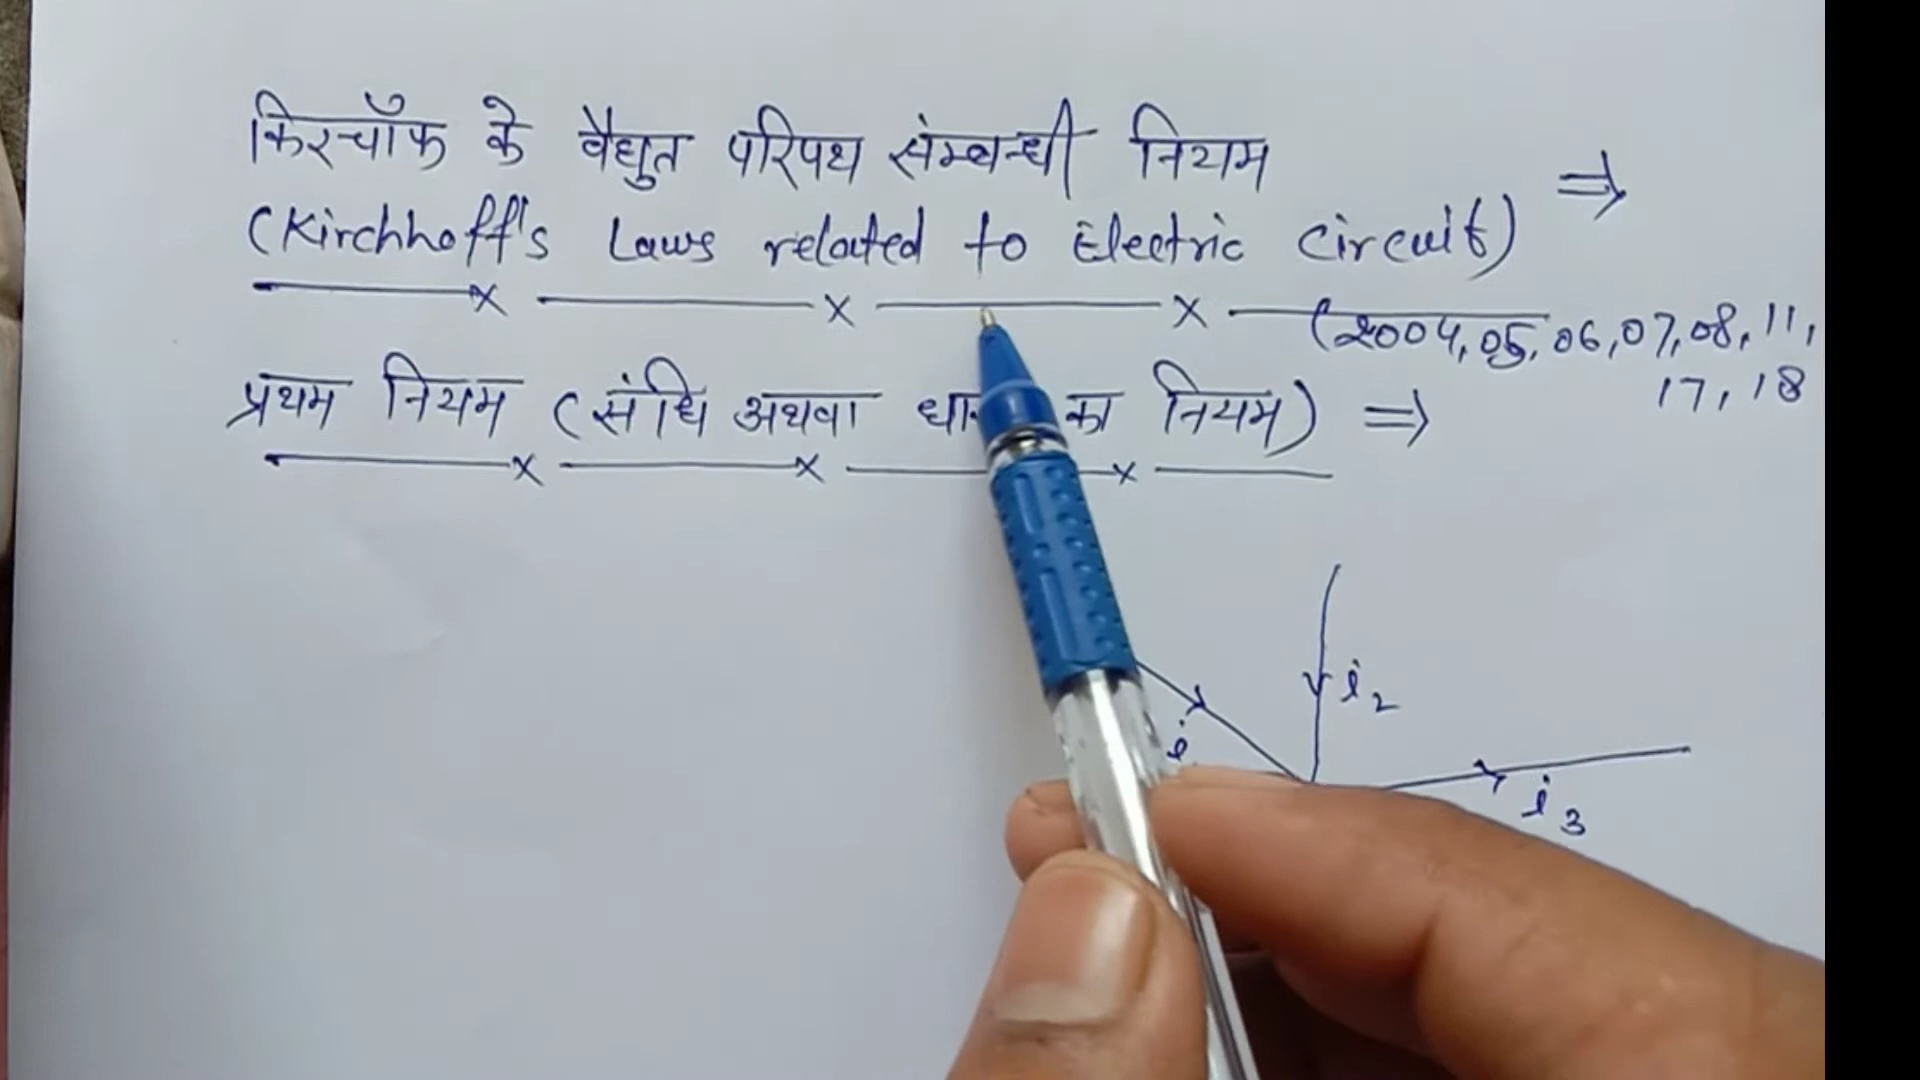 किरचॉफ के वैद्युत परिपथ संम्बन्धी नियम ⇒
(Kirchhoff's Laws related to Electric Circuit)
(2004, 05, 06, 07, 08, 11,
17, 18
प्रथम नियम (संधि अथवा का नियम) ⇒
i2
i
i3